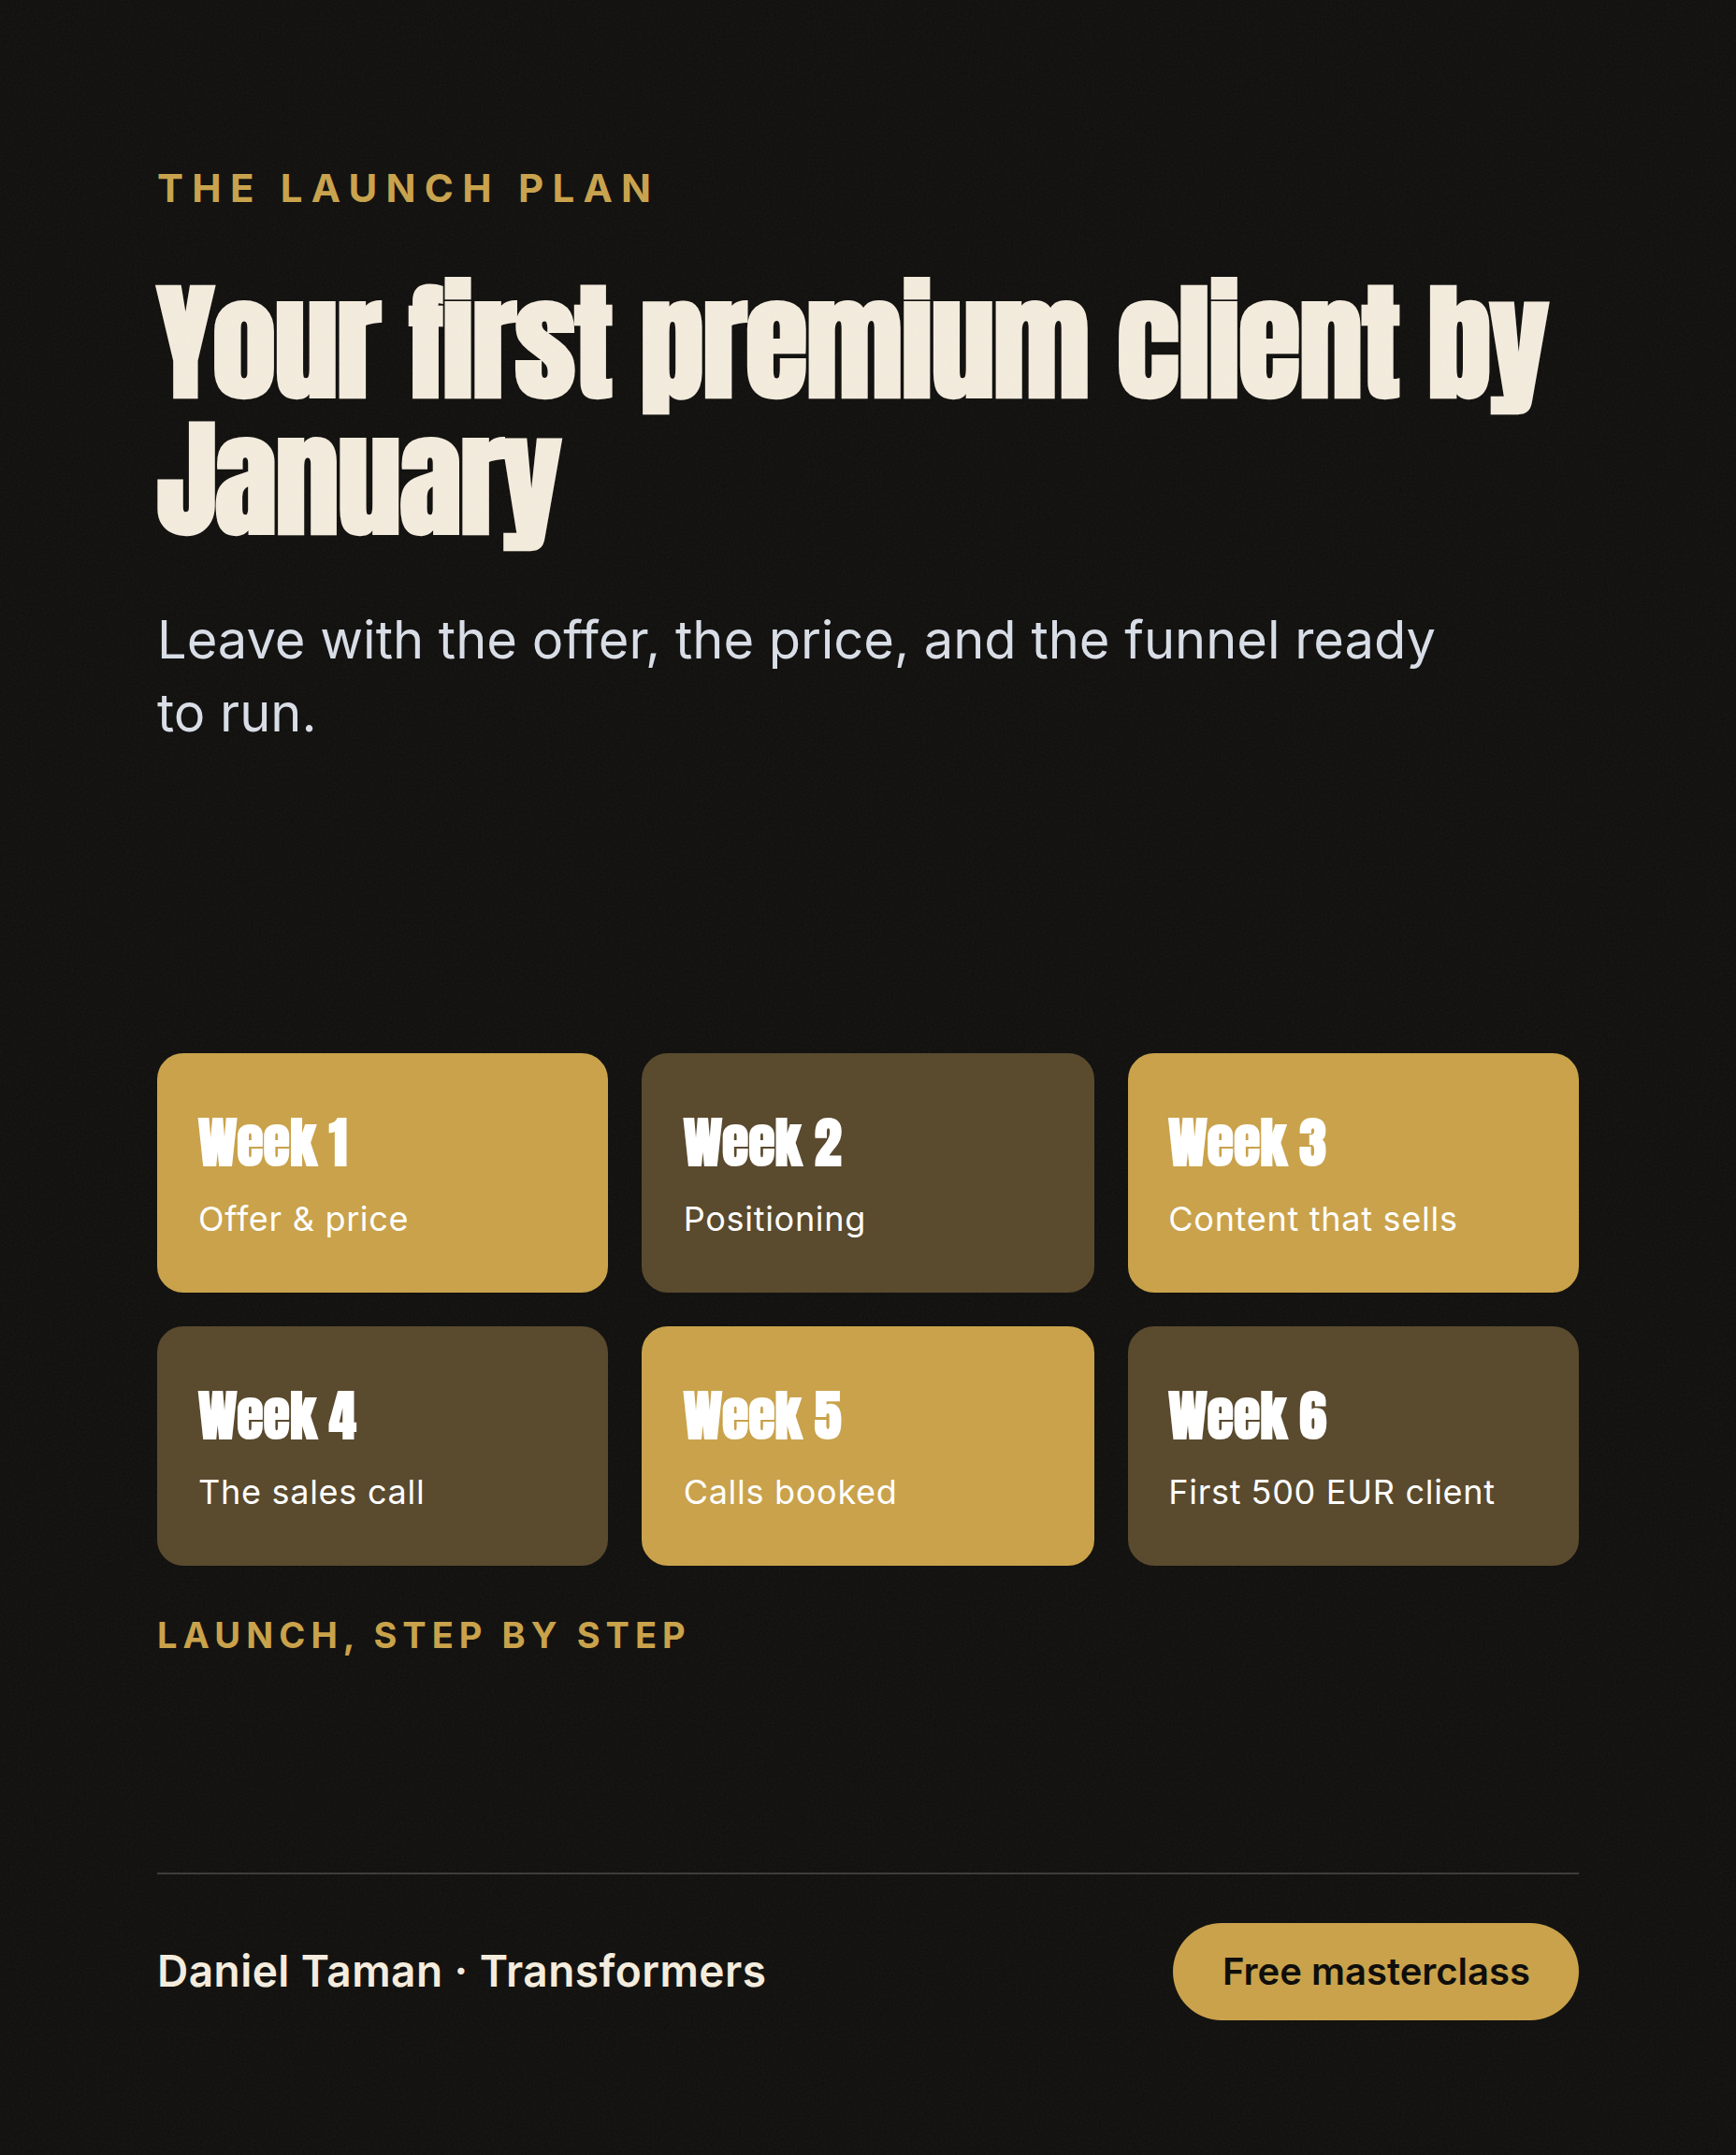 THE LAUNCH PLAN
Your first premium client by
January
Leave with the offer, the price, and the funnel ready
to run.
Week 1
Offer & price
Week 2
Positioning
Week 3
Content that sells
Week 4
The sales call
Week 5
Calls booked
Week 6
First 500 EUR client
LAUNCH, STEP BY STEP
Daniel Taman · Transformers
Free masterclass